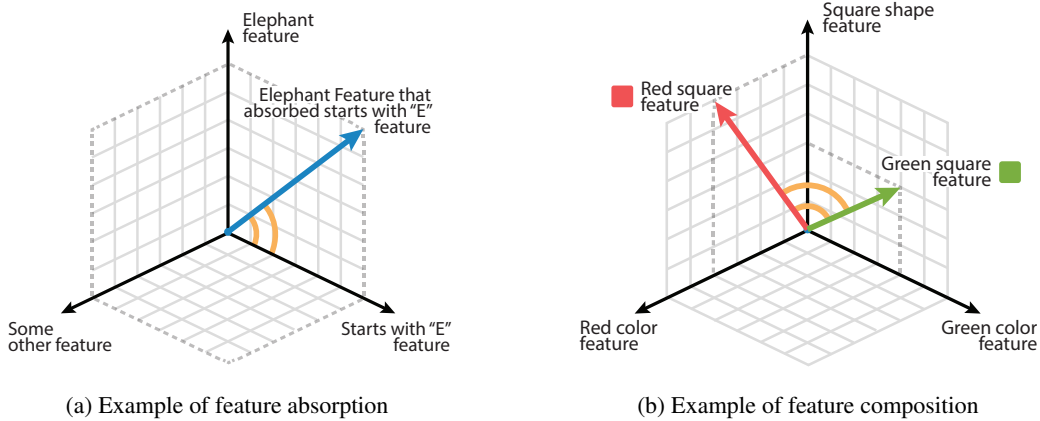 Elephant
feature
Elephant Feature that
absorbed starts with “E”
feature
Some
other feature
Starts with “E”
feature
(a) Example of feature absorption
Square shape
feature
Red square
feature
Green square
feature
Red color
feature
Green color
feature
(b) Example of feature composition